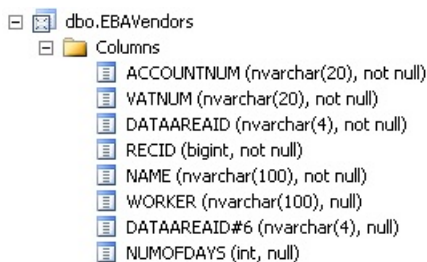 dbo.EBAVendors
Columns
ACCOUNTNUM (nvarchar(20), not null)
VATNUM (nvarchar(20), not null)
DATAAREAID (nvarchar(4), not null)
RECID (bigint, not null)
NAME (nvarchar(100), not null)
WORKER (nvarchar(100), null)
DATAAREAID#6 (nvarchar(4), null)
NUMOFDAYS (int, null)